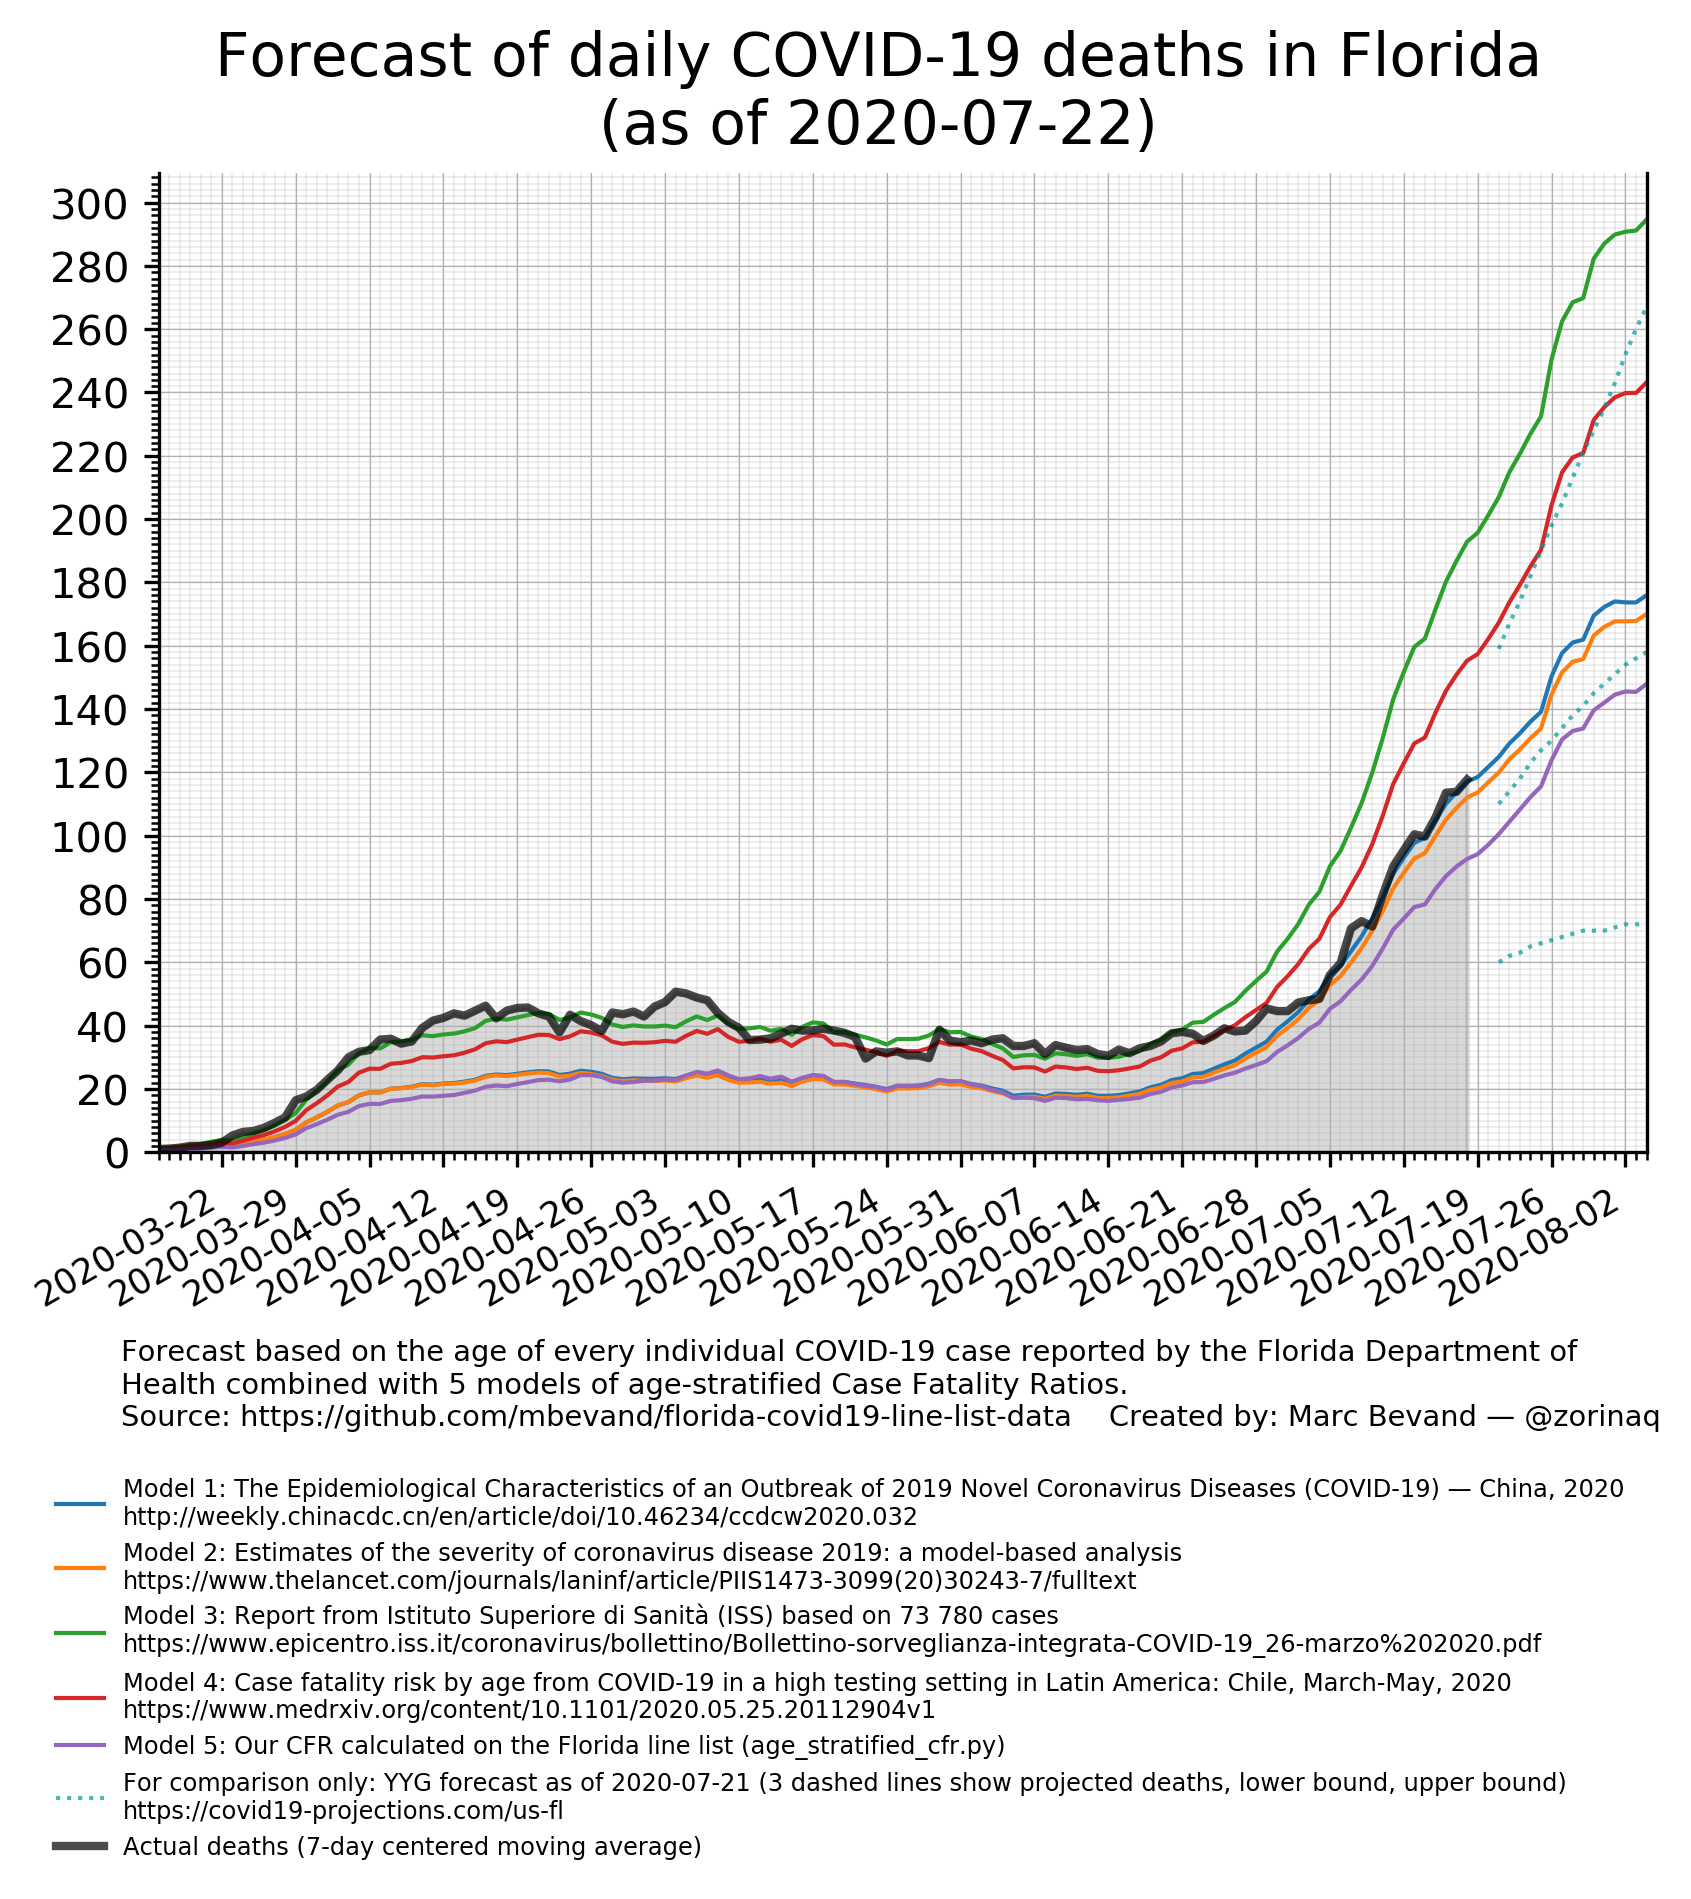 Forecast of daily COVID-19 deaths in Florida
(as of 2020-07-22)
300
280
260
240
220
200
180
160
140
120
100
80
60
40
20
0
2020-03-22
2020-03-29
2020-04-05
2020-04-12
2020-04-19
2020-04-26
2020-05-03
2020-05-10
2020-05-17
2020-05-24
2020-05-31
2020-06-07
2020-06-14
2020-06-21
2020-06-28
2020-07-05
2020-07-12
2020-07-19
2020-07-26
2020-08-02
Forecast based on the age of every individual COVID-19 case reported by the Florida Department of
Health combined with 5 models of age-stratified Case Fatality Ratios.
Source: https://github.com/mbevand/florida-covid19-line-list-data Created by: Marc Bevand — @zorinaq
Model 1: The Epidemiological Characteristics of an Outbreak of 2019 Novel Coronavirus Diseases (COVID-19) — China, 2020
http://weekly.chinacdc.cn/en/article/doi/10.46234/ccdcw2020.032
Model 2: Estimates of the severity of coronavirus disease 2019: a model-based analysis
https://www.thelancet.com/journals/laninf/article/PIIS1473-3099(20)30243-7/fulltext
Model 3: Report from Istituto Superiore di Sanità (ISS) based on 73 780 cases
https://www.epicentro.iss.it/coronavirus/bollettino/Bollettino-sorveglianza-integrata-COVID-19_26-marzo%202020.pdf
Model 4: Case fatality risk by age from COVID-19 in a high testing setting in Latin America: Chile, March-May, 2020
https://www.medrxiv.org/content/10.1101/2020.05.25.20112904v1
Model 5: Our CFR calculated on the Florida line list (age_stratified_cfr.py)
For comparison only: YYG forecast as of 2020-07-21 (3 dashed lines show projected deaths, lower bound, upper bound)
https://covid19-projections.com/us-fl
Actual deaths (7-day centered moving average)